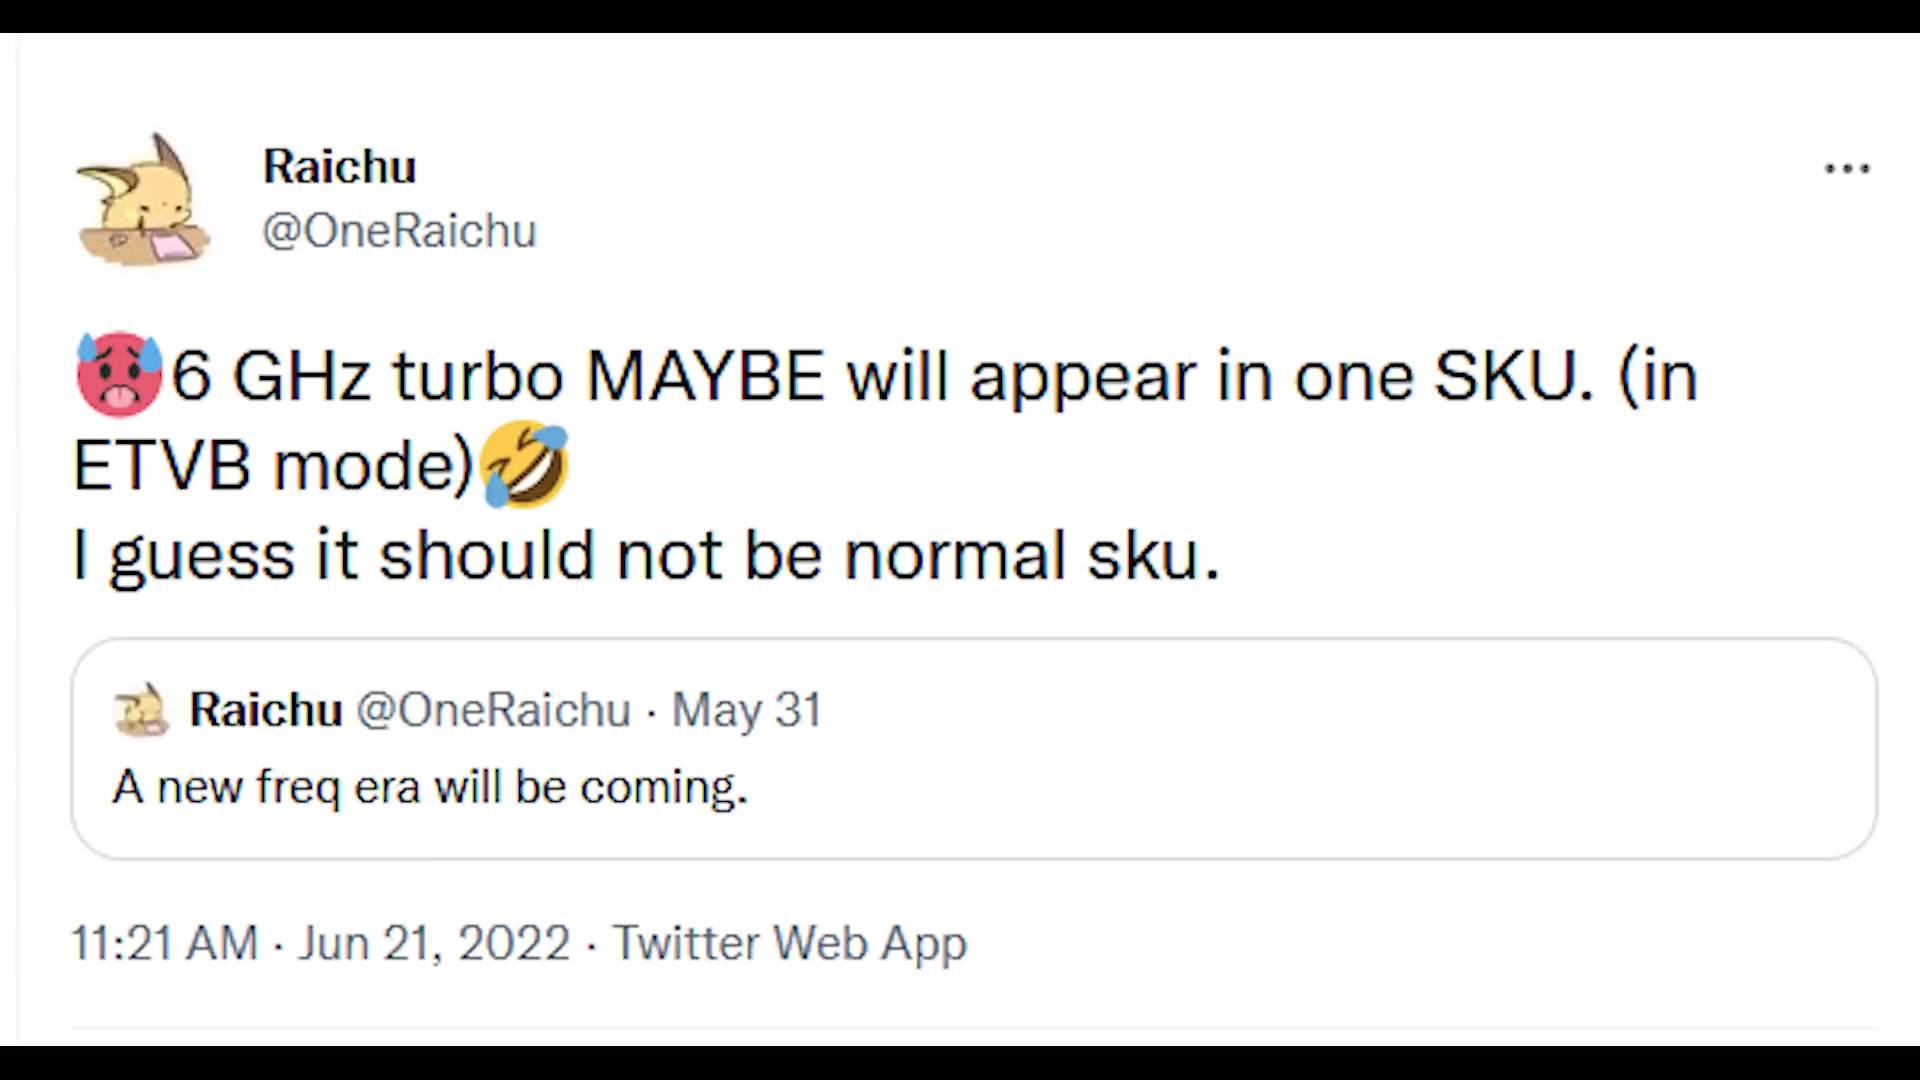 Raichu
@OneRaichu
🥵6 GHz turbo MAYBE will appear in one SKU. (in
ETVB mode)🤣
I guess it should not be normal sku.
Raichu @OneRaichu · May 31
A new freq era will be coming.
11:21 AM · Jun 21, 2022 · Twitter Web App